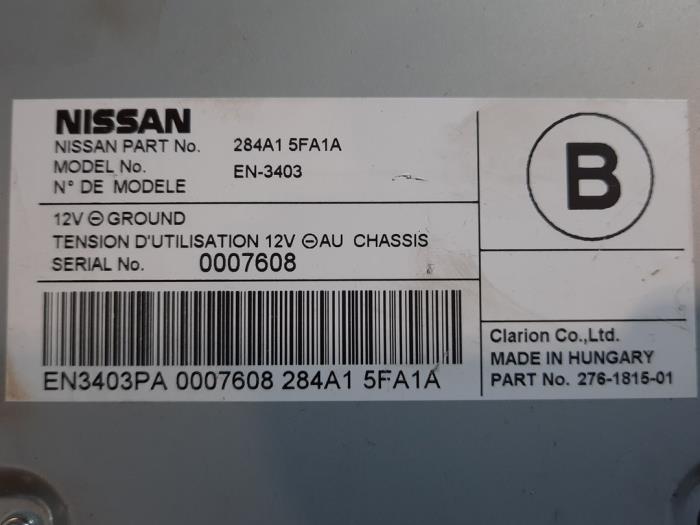 NISSAN
NISSAN PART No. 284A1 5FA1A
MODEL No. EN-3403
N° DE MODELE
12V ⊖ GROUND
TENSION D'UTILISATION 12V ⊖ AU CHASSIS
SERIAL No. 0007608
EN3403PA 0007608 284A1 5FA1A
B
Clarion Co.,Ltd.
MADE IN HUNGARY
PART No. 276-1815-01